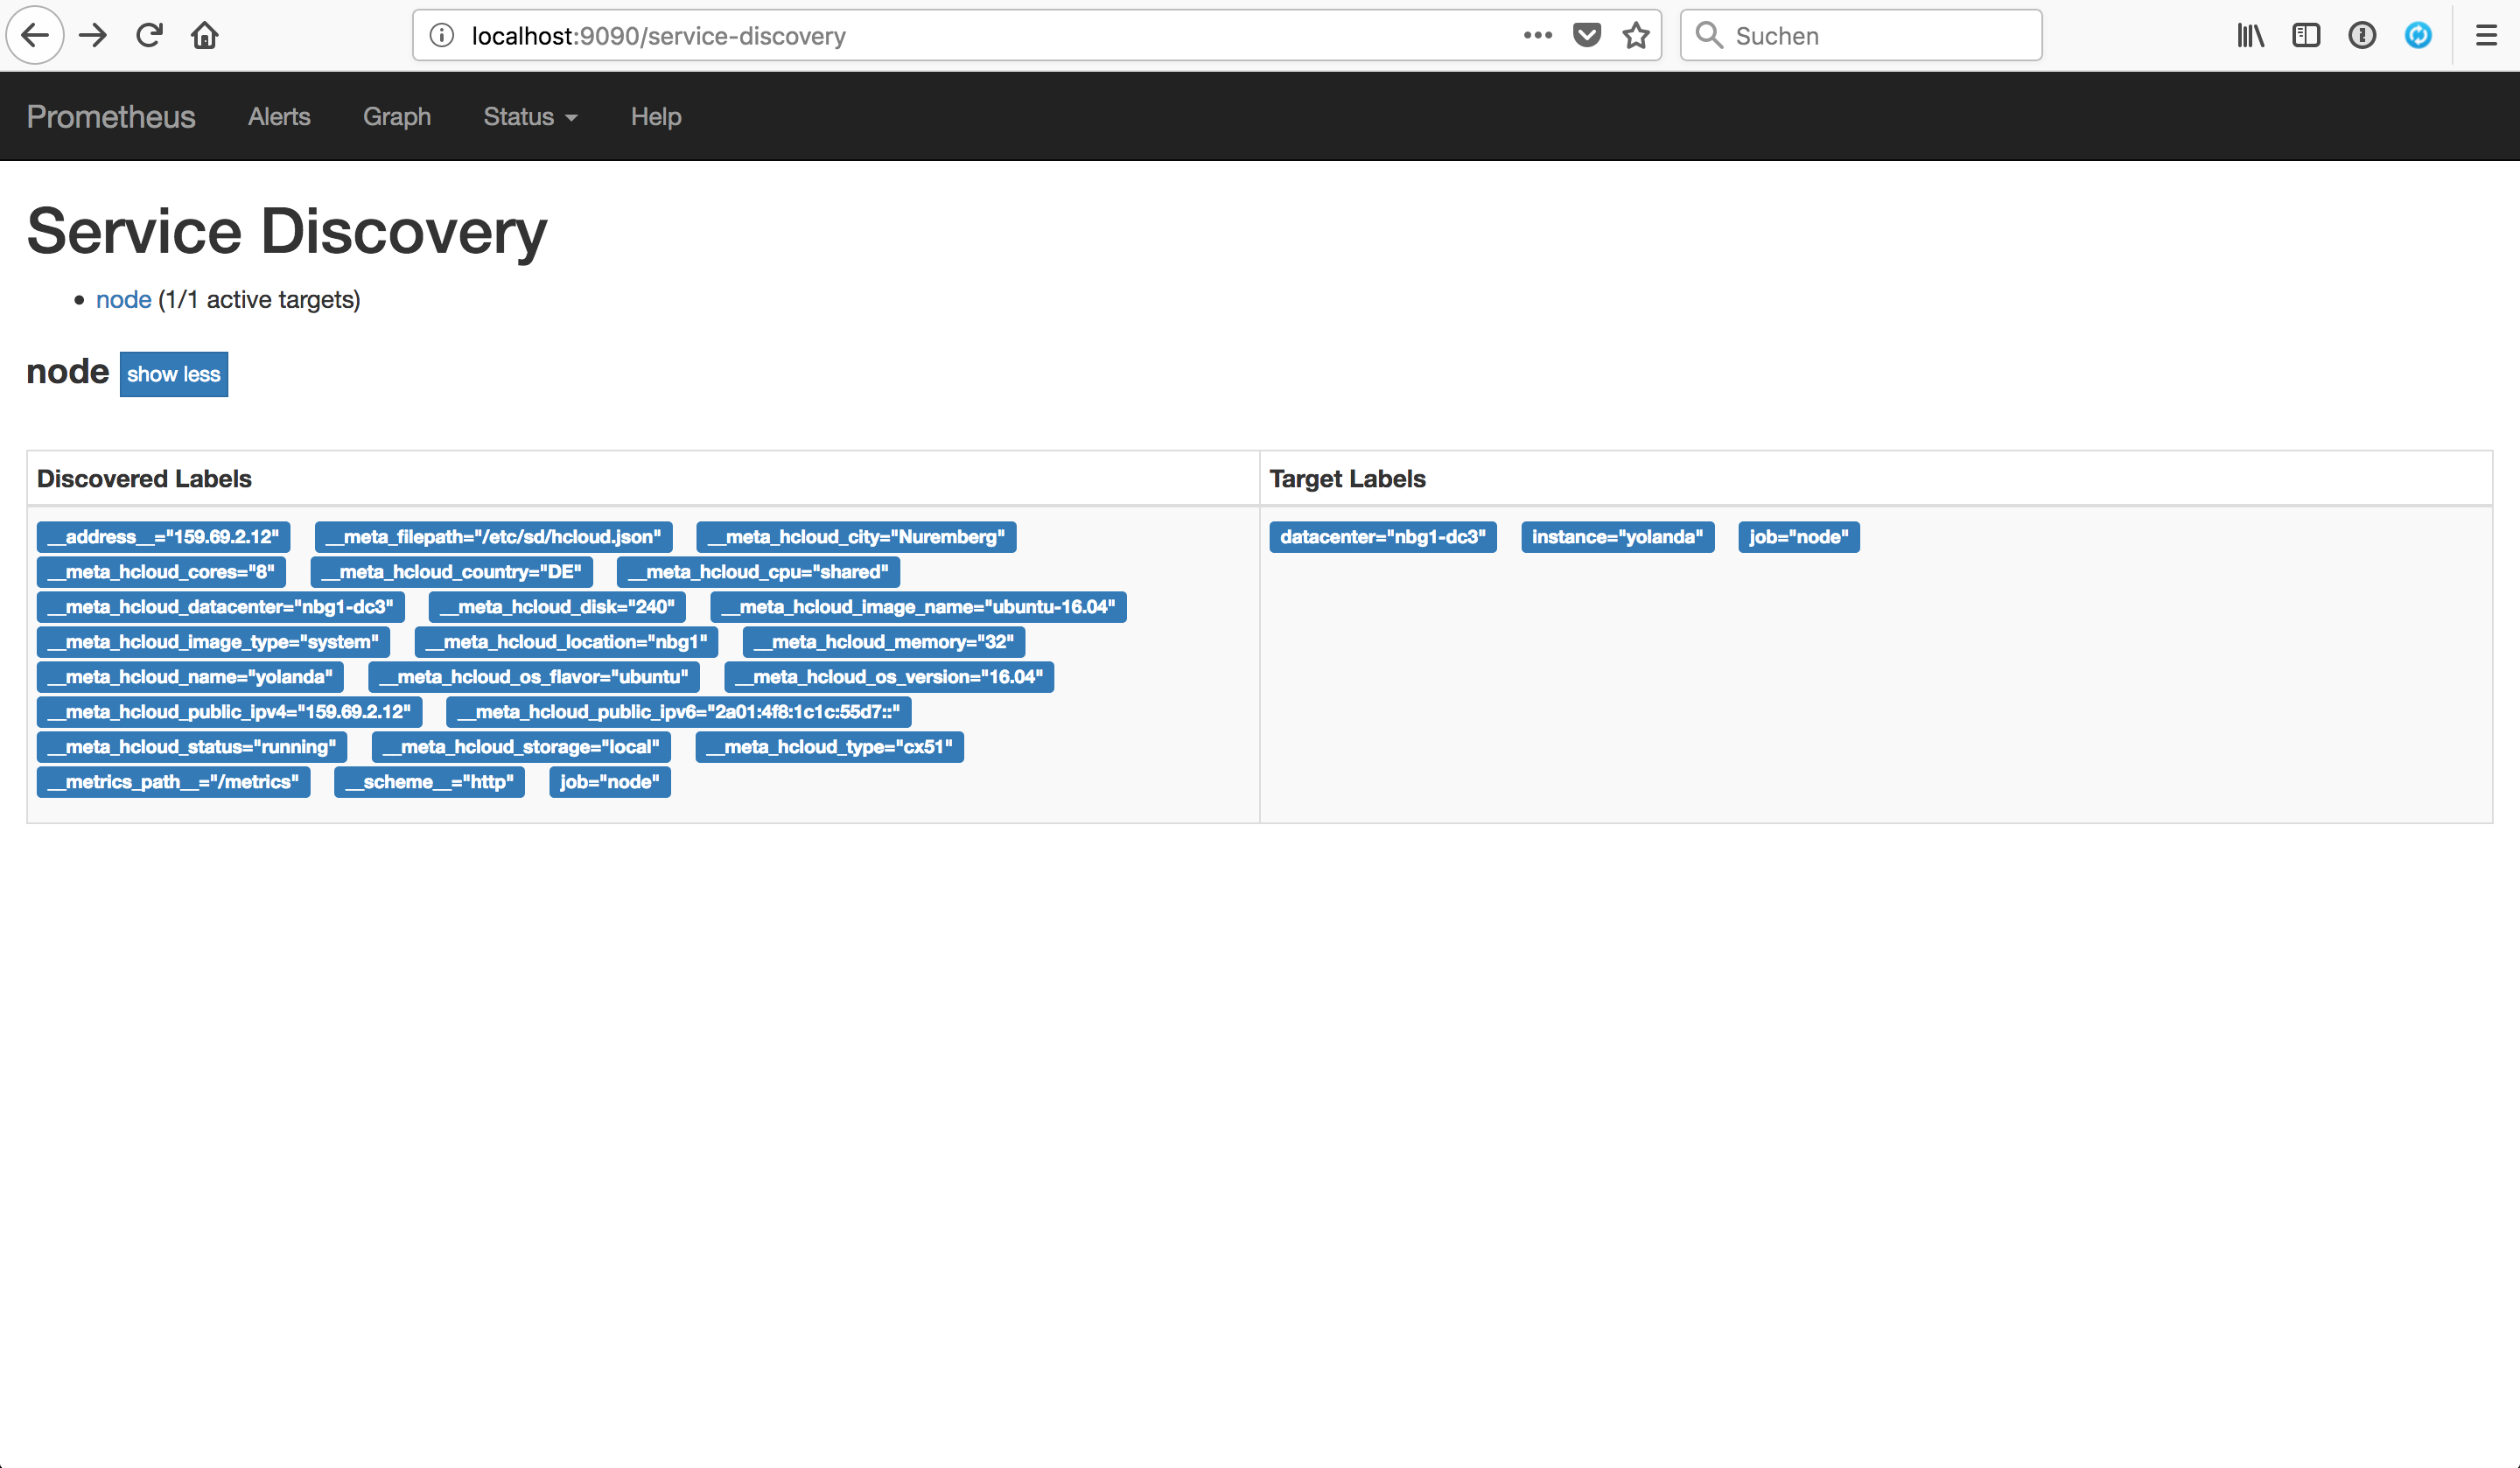 localhost:9090/service-discovery Suchen
Prometheus Alerts Graph Status Help
Service Discovery
node (1/1 active targets)
node show less
Discovered Labels Target Labels
__address__="159.69.2.12" __meta_filepath="/etc/sd/hcloud.json" __meta_hcloud_city="Nuremberg" datacenter="nbg1-dc3" instance="yolanda" job="node"
__meta_hcloud_cores="8" __meta_hcloud_country="DE" __meta_hcloud_cpu="shared"
__meta_hcloud_datacenter="nbg1-dc3" __meta_hcloud_disk="240" __meta_hcloud_image_name="ubuntu-16.04"
__meta_hcloud_image_type="system" __meta_hcloud_location="nbg1" __meta_hcloud_memory="32"
__meta_hcloud_name="yolanda" __meta_hcloud_os_flavor="ubuntu" __meta_hcloud_os_version="16.04"
__meta_hcloud_public_ipv4="159.69.2.12" __meta_hcloud_public_ipv6="2a01:4f8:1c1c:55d7::"
__meta_hcloud_status="running" __meta_hcloud_storage="local" __meta_hcloud_type="cx51"
__metrics_path__="/metrics" __scheme__="http" job="node"